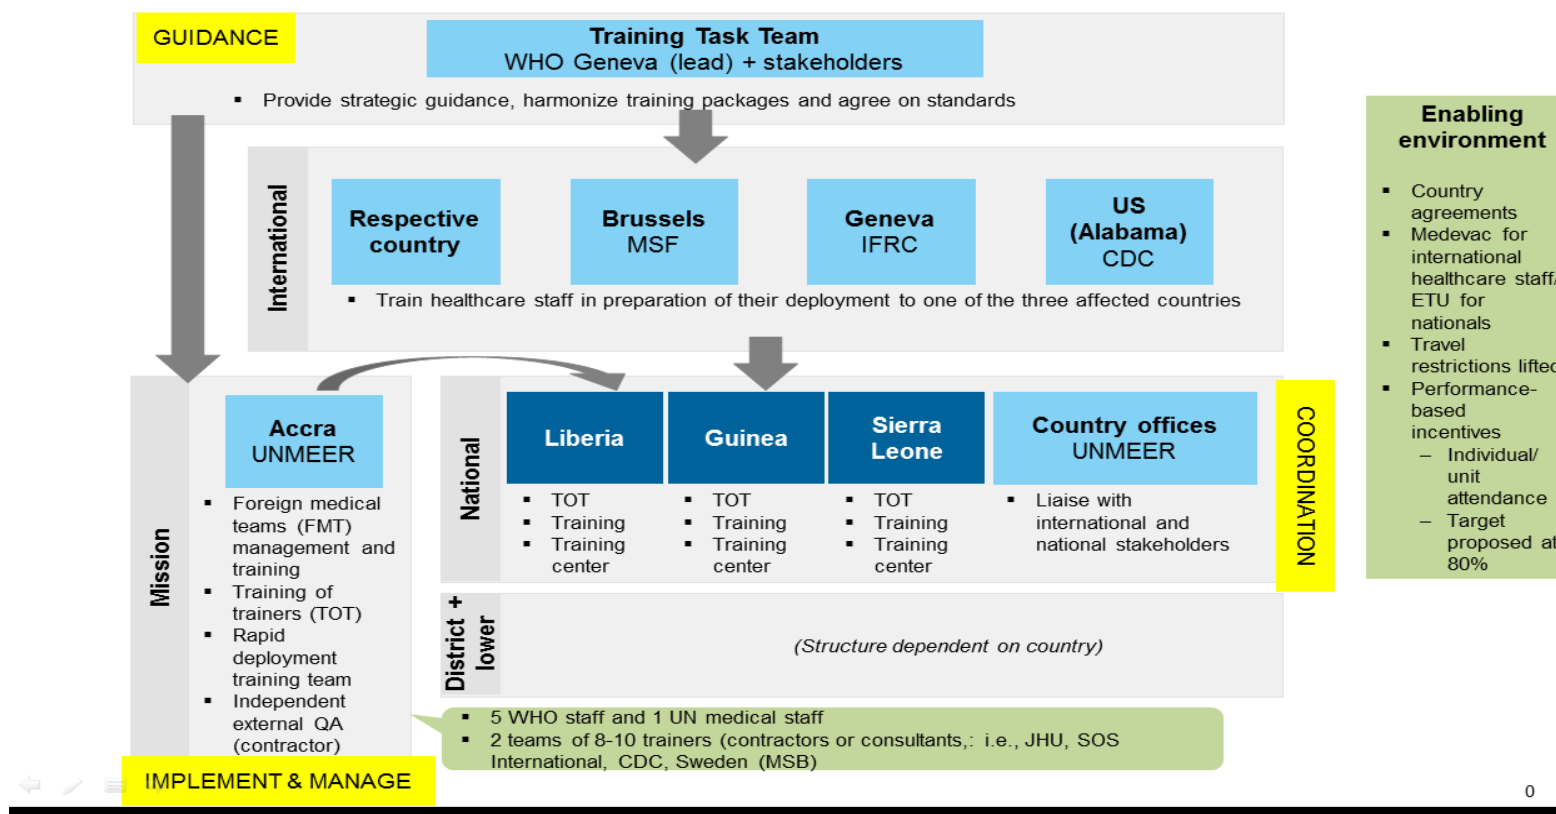 GUIDANCE
Training Task Team
WHO Geneva (lead) + stakeholders
▪ Provide strategic guidance, harmonize training packages and agree on standards
International
Respective
country
Brussels
MSF
Geneva
IFRC
US
(Alabama)
CDC
▪ Train healthcare staff in preparation of their deployment to one of the three affected countries
Mission
Accra
UNMEER
▪ Foreign medical
teams (FMT)
management and
training
▪ Training of
trainers (TOT)
▪ Rapid
deployment
training team
▪ Independent
external QA
(contractor)
IMPLEMENT & MANAGE
National
Liberia
▪ TOT
▪ Training
▪ Training
center
Guinea
▪ TOT
▪ Training
▪ Training
center
Sierra
Leone
▪ TOT
▪ Training
▪ Training
center
Country offices
UNMEER
▪ Liaise with
international and
national stakeholders
COORDINATION
District +
lower
(Structure dependent on country)
▪ 5 WHO staff and 1 UN medical staff
▪ 2 teams of 8-10 trainers (contractors or consultants,: i.e., JHU, SOS
International, CDC, Sweden (MSB)
Enabling
environment
▪ Country
agreements
▪ Medevac for
international
healthcare staff/
ETU for
nationals
▪ Travel
restrictions lifted
▪ Performance-
based
incentives
– Individual/
unit
attendance
– Target
proposed at
80%
0